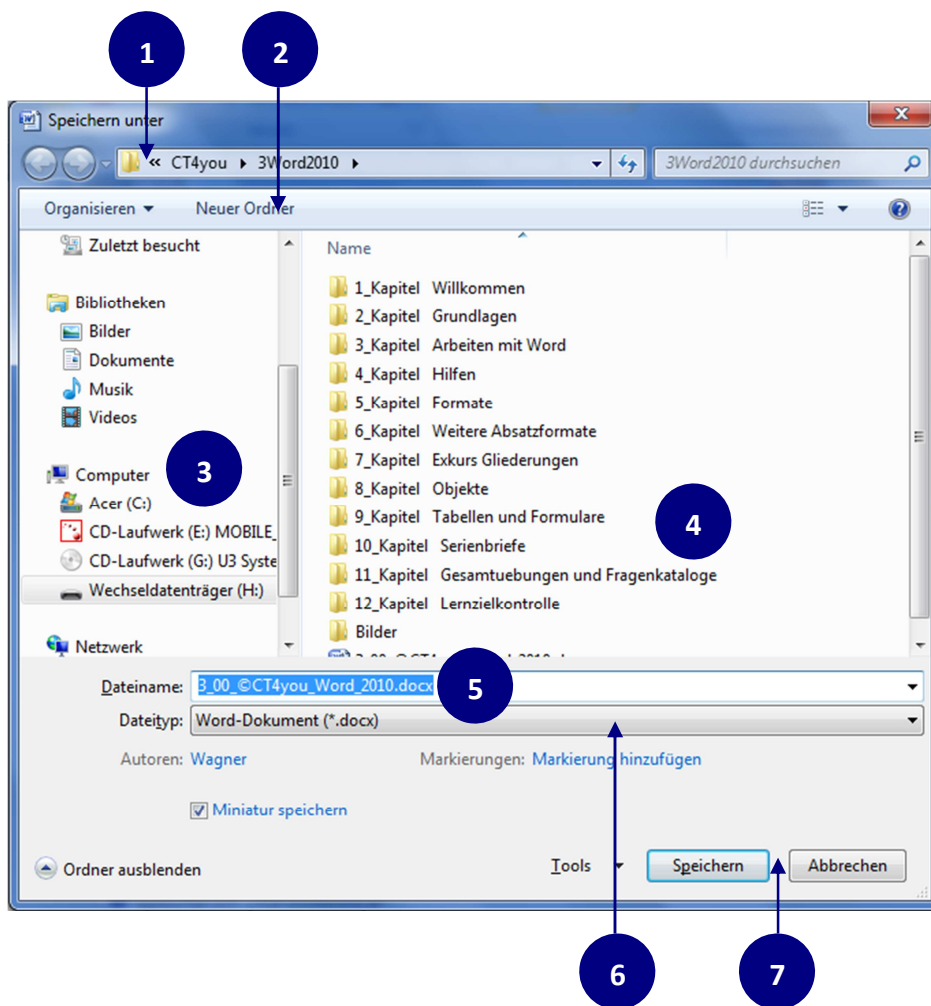 1 2
Speichern unter
« CT4you 3Word2010 3Word2010 durchsuchen
Organisieren Neuer Ordner
Zuletzt besucht
Bibliotheken
Bilder
Dokumente
Musik
Videos
Computer
Acer (C:)
CD-Laufwerk (E:) MOBILE_
CD-Laufwerk (G:) U3 Syste
Wechseldatenträger (H:)
Netzwerk
3
Name
1_Kapitel Willkommen
2_Kapitel Grundlagen
3_Kapitel Arbeiten mit Word
4_Kapitel Hilfen
5_Kapitel Formate
6_Kapitel Weitere Absatzformate
7_Kapitel Exkurs Gliederungen
8_Kapitel Objekte
9_Kapitel Tabellen und Formulare
10_Kapitel Serienbriefe
11_Kapitel Gesamtuebungen und Fragenkataloge
12_Kapitel Lernzielkontrolle
Bilder
4
Dateiname: 3_00_©CT4you_Word_2010.docx
5
Dateityp: Word-Dokument (*.docx)
Autoren: Wagner Markierungen: Markierung hinzufügen
Miniatur speichern
Ordner ausblenden Tools Speichern Abbrechen
6 7